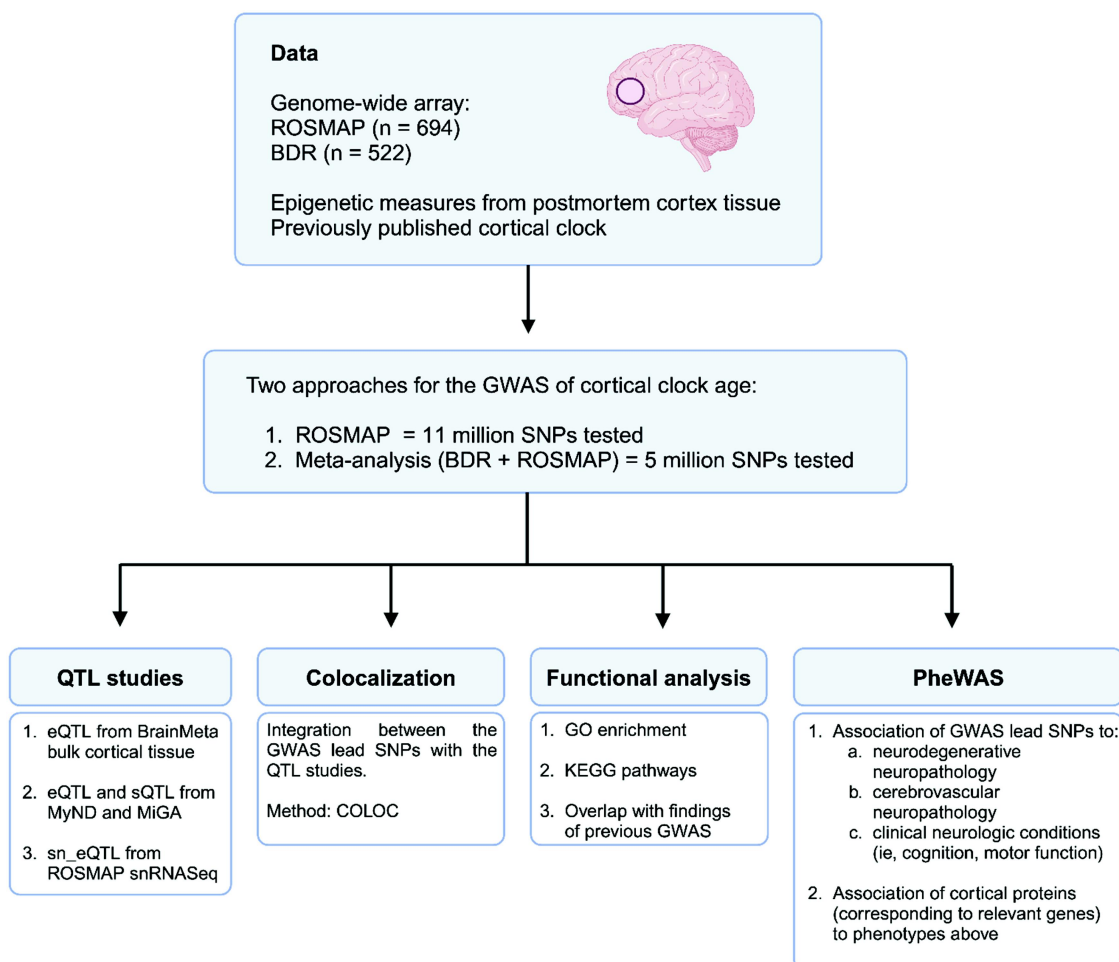 Data
Genome-wide array:
ROSMAP (n = 694)
BDR (n = 522)
Epigenetic measures from postmortem cortex tissue
Previously published cortical clock
Two approaches for the GWAS of cortical clock age:
1. ROSMAP = 11 million SNPs tested
2. Meta-analysis (BDR + ROSMAP) = 5 million SNPs tested
QTL studies
1. eQTL from BrainMeta
bulk cortical tissue
2. eQTL and sQTL from
MyND and MiGA
3. sn_eQTL from
ROSMAP snRNASeq
Colocalization
Integration between the
GWAS lead SNPs with the
QTL studies.
Method: COLOC
Functional analysis
1. GO enrichment
2. KEGG pathways
3. Overlap with findings
of previous GWAS
PheWAS
1. Association of GWAS lead SNPs to:
a. neurodegenerative
neuropathology
b. cerebrovascular
neuropathology
c. clinical neurologic conditions
(ie, cognition, motor function)
2. Association of cortical proteins
(corresponding to relevant genes)
to phenotypes above